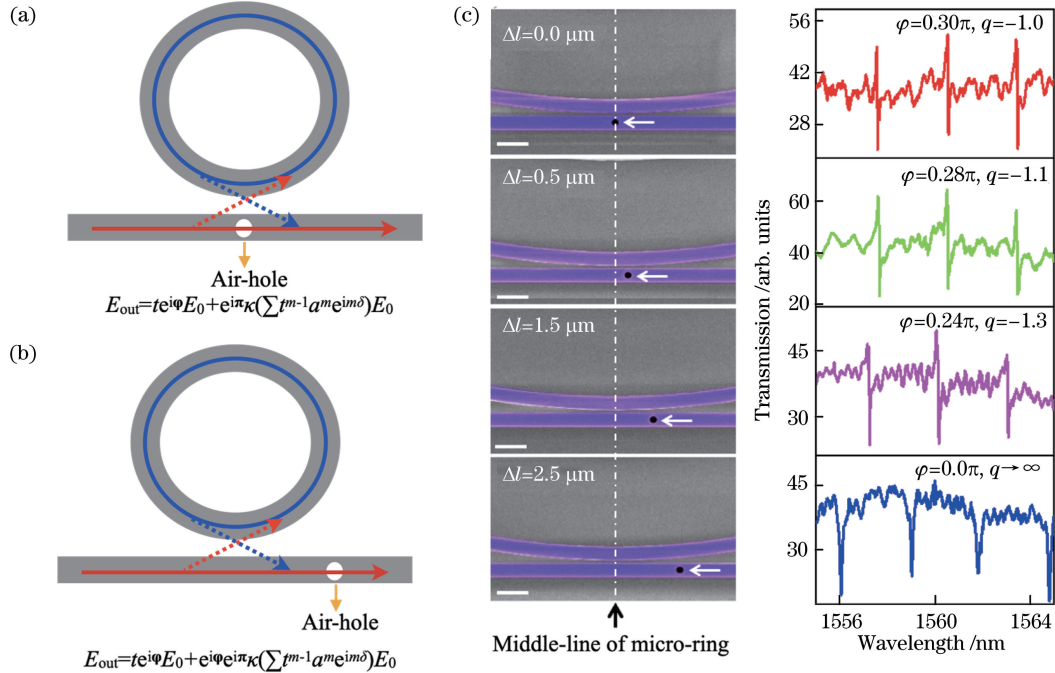 (a)
Air-hole
E_out=te^{iφ}E_0+e^{iπ}κ(∑t^{m-1}a^m e^{imδ})E_0
(b)
Air-hole
E_out=te^{iφ}E_0+e^{iφ}e^{iπ}κ(∑t^{m-1}a^m e^{imδ})E_0
(c)
Δl=0.0 μm
Δl=0.5 μm
Δl=1.5 μm
Δl=2.5 μm
Middle-line of micro-ring
Transmission /arb. units
φ=0.30π, q=−1.0
56
42
28
φ=0.28π, q=−1.1
60
40
20
φ=0.24π, q=−1.3
45
30
φ=0.0π, q→∞
45
30
1556 1560 1564
Wavelength /nm